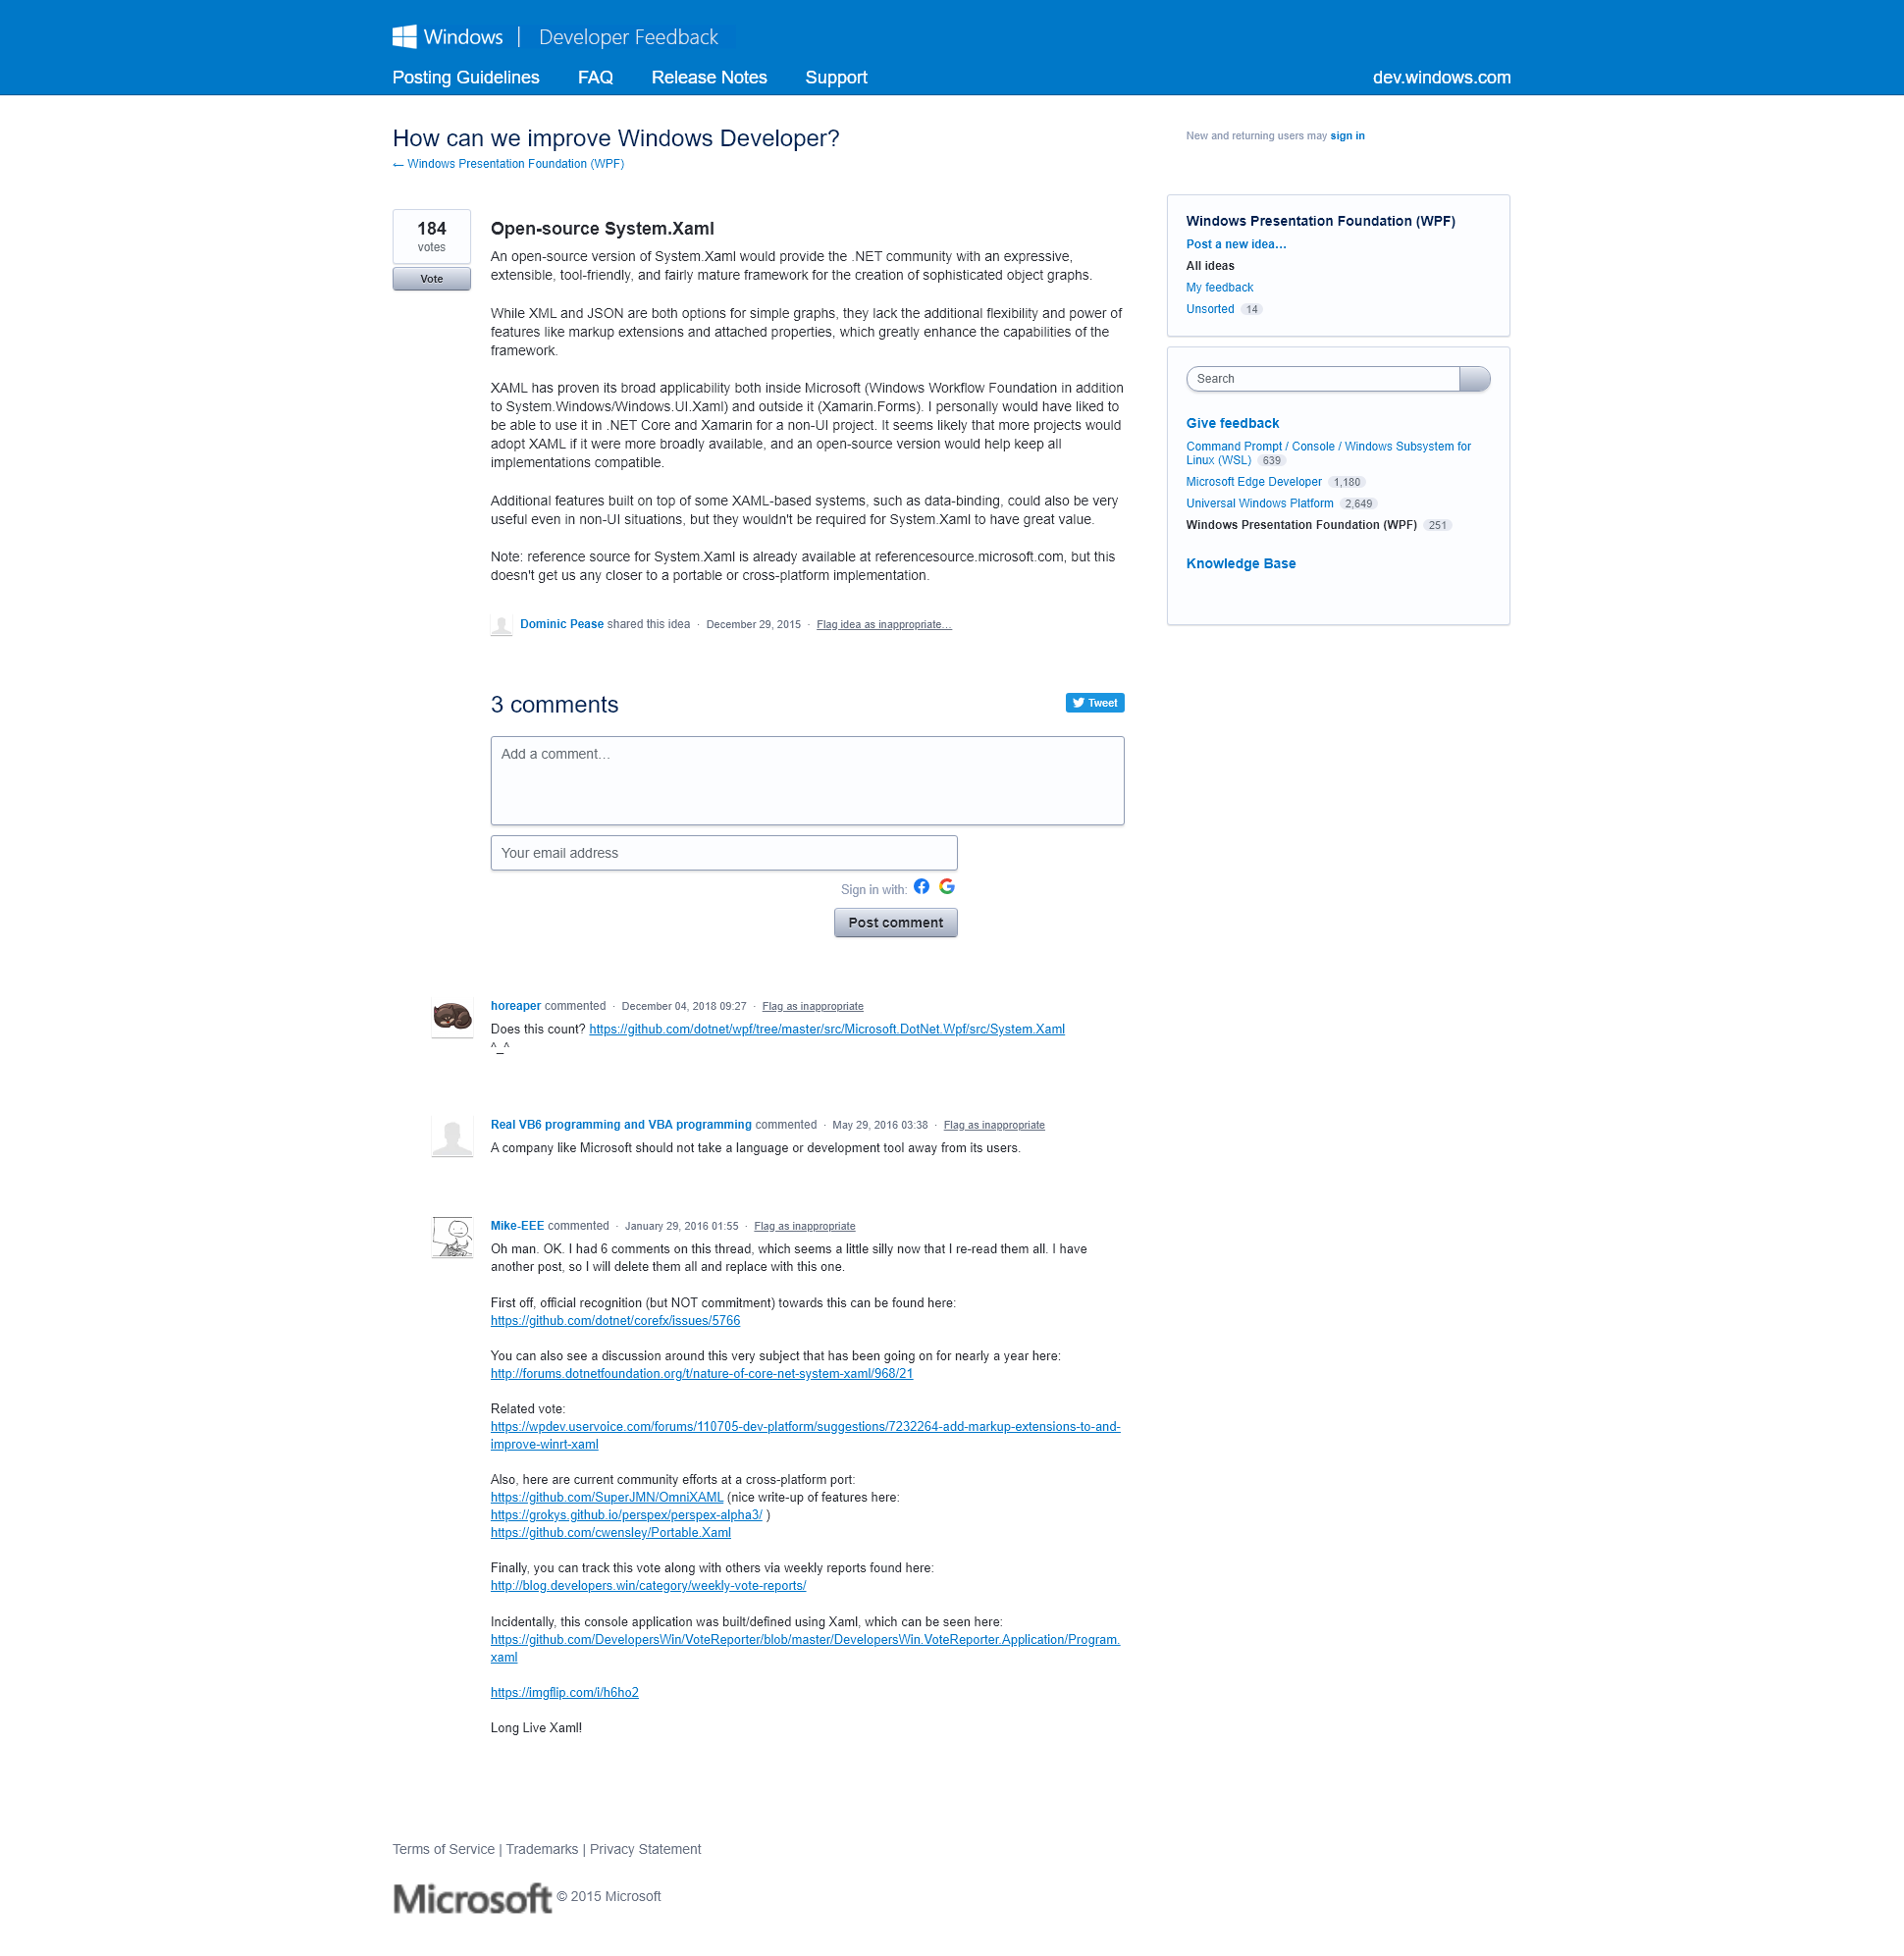 Windows | Developer Feedback
Posting Guidelines FAQ Release Notes Support dev.windows.com
How can we improve Windows Developer?
← Windows Presentation Foundation (WPF)
New and returning users may sign in
184
votes
Vote
Open-source System.Xaml
An open-source version of System.Xaml would provide the .NET community with an expressive,
extensible, tool-friendly, and fairly mature framework for the creation of sophisticated object graphs.
While XML and JSON are both options for simple graphs, they lack the additional flexibility and power of
features like markup extensions and attached properties, which greatly enhance the capabilities of the
framework.
XAML has proven its broad applicability both inside Microsoft (Windows Workflow Foundation in addition
to System.Windows/Windows.UI.Xaml) and outside it (Xamarin.Forms). I personally would have liked to
be able to use it in .NET Core and Xamarin for a non-UI project. It seems likely that more projects would
adopt XAML if it were more broadly available, and an open-source version would help keep all
implementations compatible.
Additional features built on top of some XAML-based systems, such as data-binding, could also be very
useful even in non-UI situations, but they wouldn't be required for System.Xaml to have great value.
Note: reference source for System.Xaml is already available at referencesource.microsoft.com, but this
doesn't get us any closer to a portable or cross-platform implementation.
Dominic Pease shared this idea · December 29, 2015 · Flag idea as inappropriate…
3 comments
Tweet
Add a comment…
Your email address
Sign in with:
Post comment
horeaper commented · December 04, 2018 09:27 · Flag as inappropriate
Does this count? https://github.com/dotnet/wpf/tree/master/src/Microsoft.DotNet.Wpf/src/System.Xaml
^_^
Real VB6 programming and VBA programming commented · May 29, 2016 03:38 · Flag as inappropriate
A company like Microsoft should not take a language or development tool away from its users.
Mike-EEE commented · January 29, 2016 01:55 · Flag as inappropriate
Oh man. OK. I had 6 comments on this thread, which seems a little silly now that I re-read them all. I have
another post, so I will delete them all and replace with this one.
First off, official recognition (but NOT commitment) towards this can be found here:
https://github.com/dotnet/corefx/issues/5766
You can also see a discussion around this very subject that has been going on for nearly a year here:
http://forums.dotnetfoundation.org/t/nature-of-core-net-system-xaml/968/21
Related vote:
https://wpdev.uservoice.com/forums/110705-dev-platform/suggestions/7232264-add-markup-extensions-to-and-
improve-winrt-xaml
Also, here are current community efforts at a cross-platform port:
https://github.com/SuperJMN/OmniXAML (nice write-up of features here:
https://grokys.github.io/perspex/perspex-alpha3/ )
https://github.com/cwensley/Portable.Xaml
Finally, you can track this vote along with others via weekly reports found here:
http://blog.developers.win/category/weekly-vote-reports/
Incidentally, this console application was built/defined using Xaml, which can be seen here:
https://github.com/DevelopersWin/VoteReporter/blob/master/DevelopersWin.VoteReporter.Application/Program.
xaml
https://imgflip.com/i/h6ho2
Long Live Xaml!
Windows Presentation Foundation (WPF)
Post a new idea…
All ideas
My feedback
Unsorted 14
Search
Give feedback
Command Prompt / Console / Windows Subsystem for
Linux (WSL) 639
Microsoft Edge Developer 1,180
Universal Windows Platform 2,649
Windows Presentation Foundation (WPF) 251
Knowledge Base
Terms of Service | Trademarks | Privacy Statement
Microsoft © 2015 Microsoft